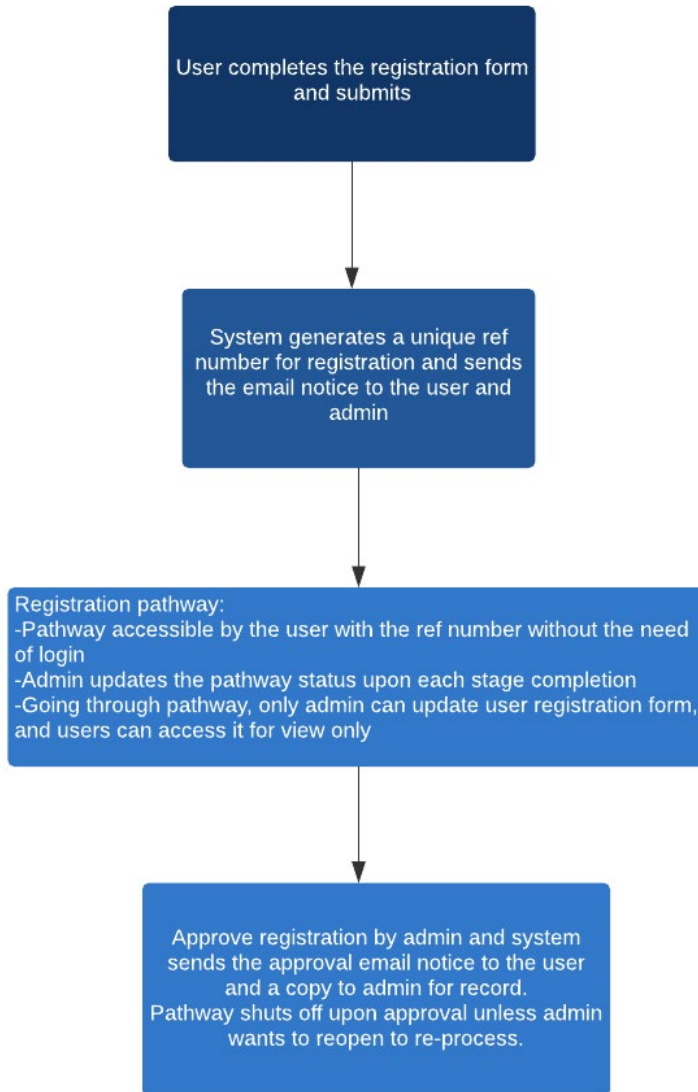 User completes the registration form
and submits
System generates a unique ref
number for registration and sends
the email notice to the user and
admin
Registration pathway:
-Pathway accessible by the user with the ref number without the need
of login
-Admin updates the pathway status upon each stage completion
-Going through pathway, only admin can update user registration form,
and users can access it for view only
Approve registration by admin and system
sends the approval email notice to the user
and a copy to admin for record.
Pathway shuts off upon approval unless admin
wants to reopen to re-process.